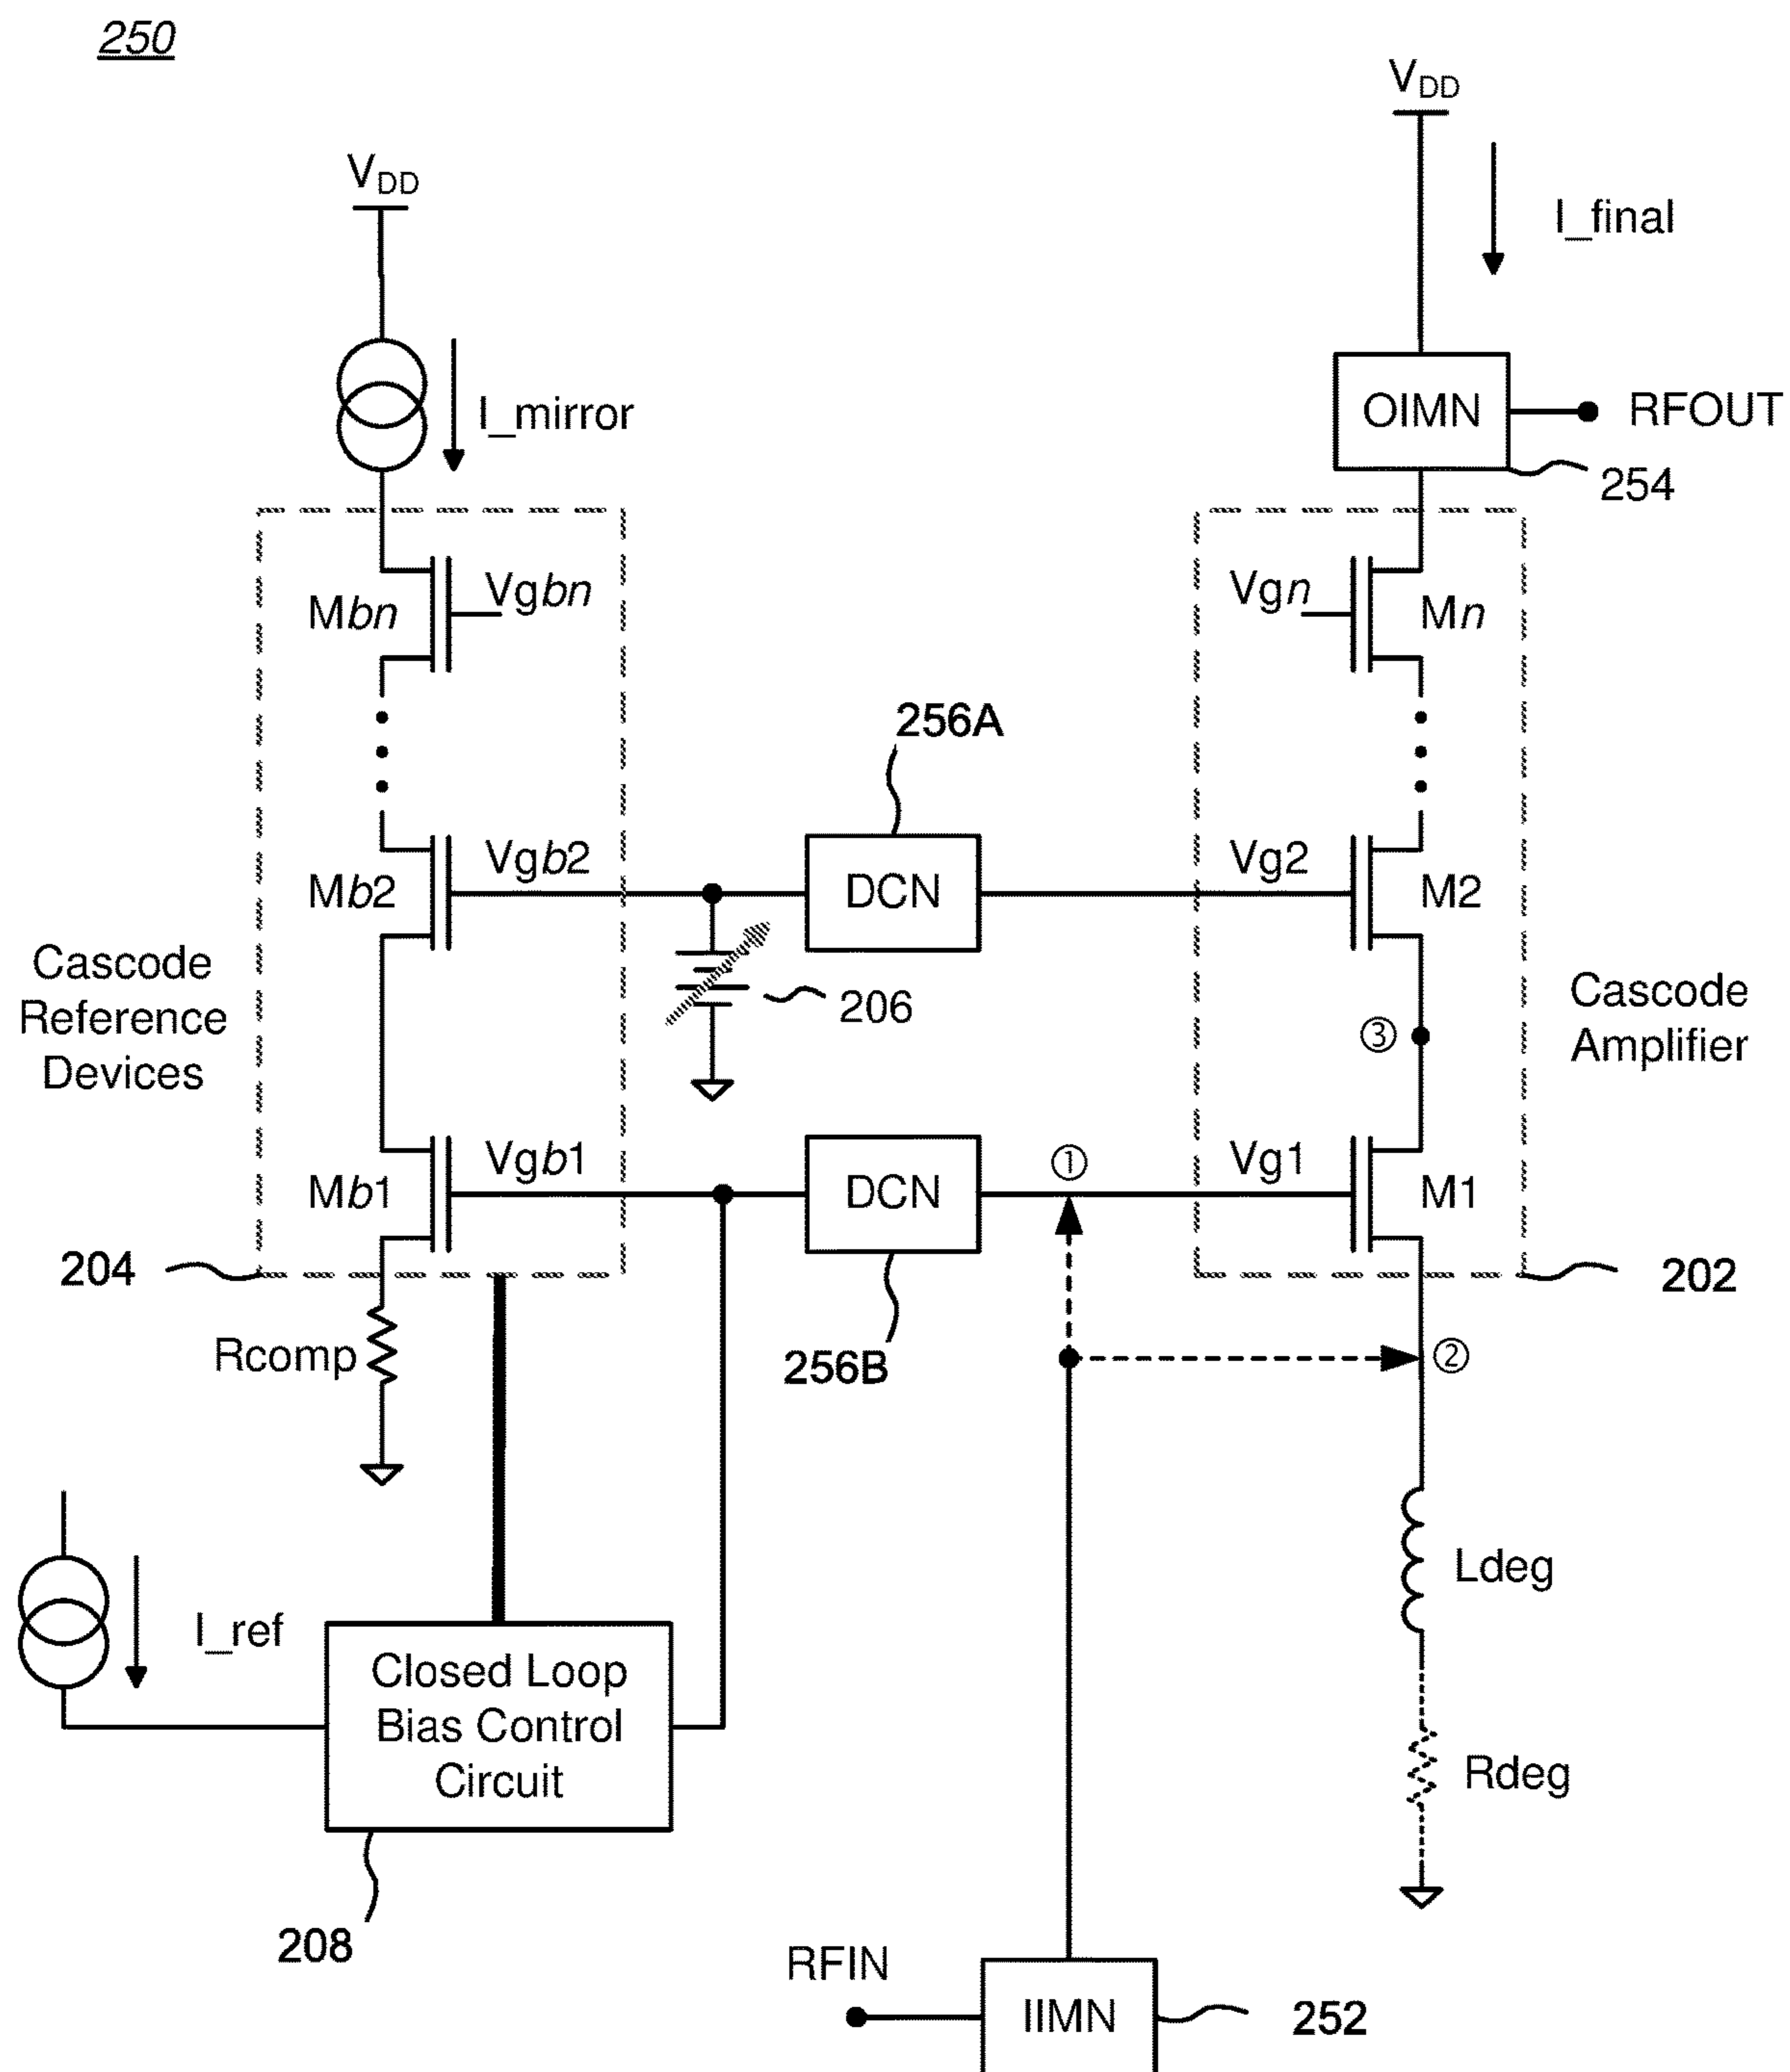 250
VDD
VDD
I_final
I_mirror
OIMN
RFOUT
254
Mbn
Vgbn
Vgn
Mn
256A
Mb2
Vgb2
DCN
Vg2
M2
Cascode
Reference
Devices
206
③
Cascode
Amplifier
Mb1
Vgb1
DCN
①
Vg1
M1
204
202
Rcomp
256B
②
Ldeg
I_ref
Closed Loop
Bias Control
Circuit
Rdeg
208
RFIN
IIMN
252